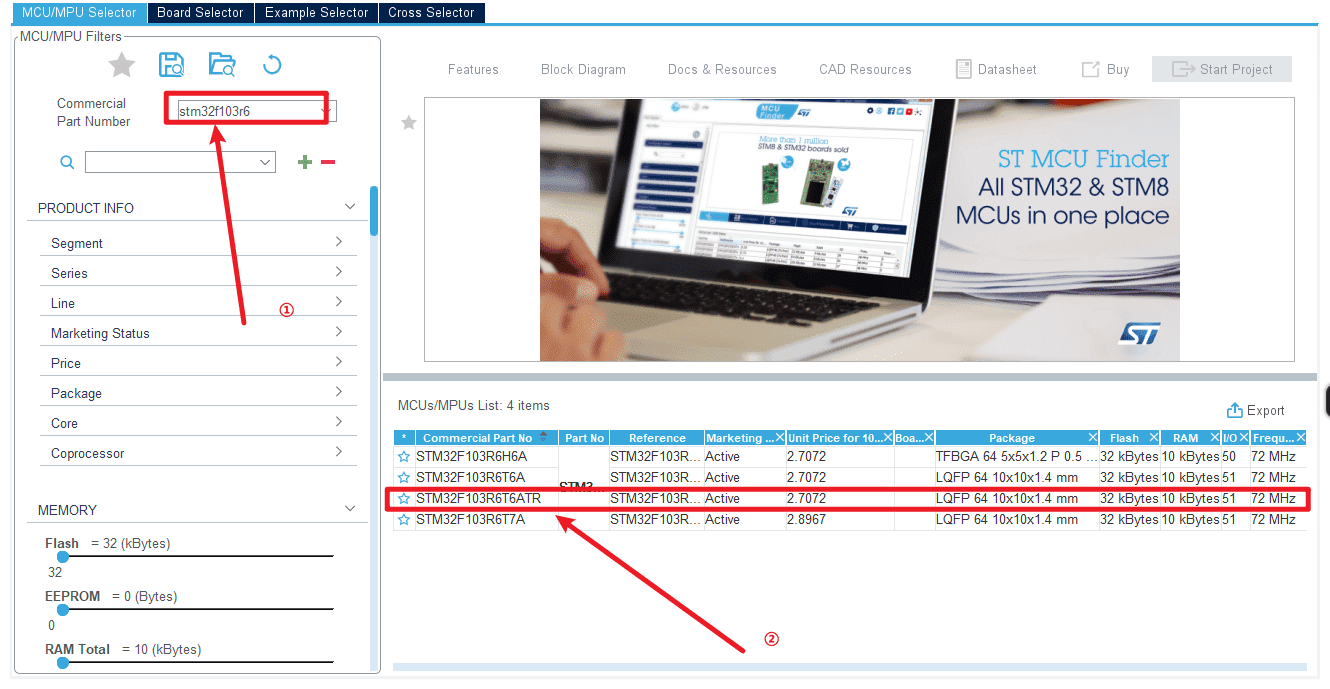 MCU/MPU Selector
Board Selector
Example Selector
Cross Selector
MCU/MPU Filters
Commercial
Part Number
stm32f103r6
PRODUCT INFO
Segment
Series
Line
Marketing Status
Price
Package
Core
Coprocessor
MEMORY
Flash = 32 (kBytes)
32
EEPROM = 0 (Bytes)
0
RAM Total = 10 (kBytes)
①
Features
Block Diagram
Docs & Resources
CAD Resources
Datasheet
Buy
Start Project
MCU
Finder
More than 1 million
STM8 & STM32 boards sold
ST MCU Finder
All STM32 & STM8
MCUs in one place
ST
MCUs/MPUs List: 4 items
Export
* Commercial Part No Part No Reference Marketing ... Unit Price for 10... Boa... Package Flash RAM I/O Frequ...
STM32F103R6H6A STM32F103R... Active 2.7072 TFBGA 64 5x5x1.2 P 0.5 ... 32 kBytes 10 kBytes 50 72 MHz
STM32F103R6T6A STM32F103R... Active 2.7072 LQFP 64 10x10x1.4 mm 32 kBytes 10 kBytes 51 72 MHz
STM3...
STM32F103R6T6ATR STM32F103R... Active 2.7072 LQFP 64 10x10x1.4 mm 32 kBytes 10 kBytes 51 72 MHz
STM32F103R6T7A STM32F103R... Active 2.8967 LQFP 64 10x10x1.4 mm 32 kBytes 10 kBytes 51 72 MHz
②